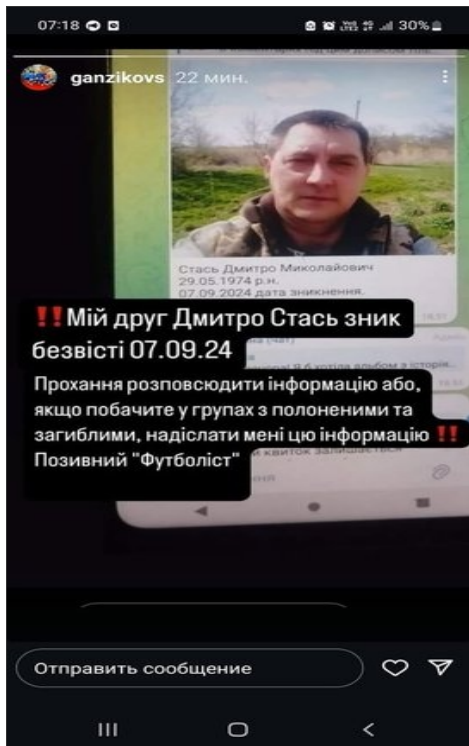 07:18
30%
ganzikovs 22 мин.
Стась Дмитро Миколайович
29.05.1974 р.н.
07.09.2024 дата зникнення.
‼️Мій друг Дмитро Стась зник
безвісті 07.09.24
Прохання розповсюдити інформацію або,
якщо побачите у групах з полоненими та
загиблими, надіслати мені цю інформацію ‼️
Позивний "Футболіст"
квиток залишається
Отправить сообщение